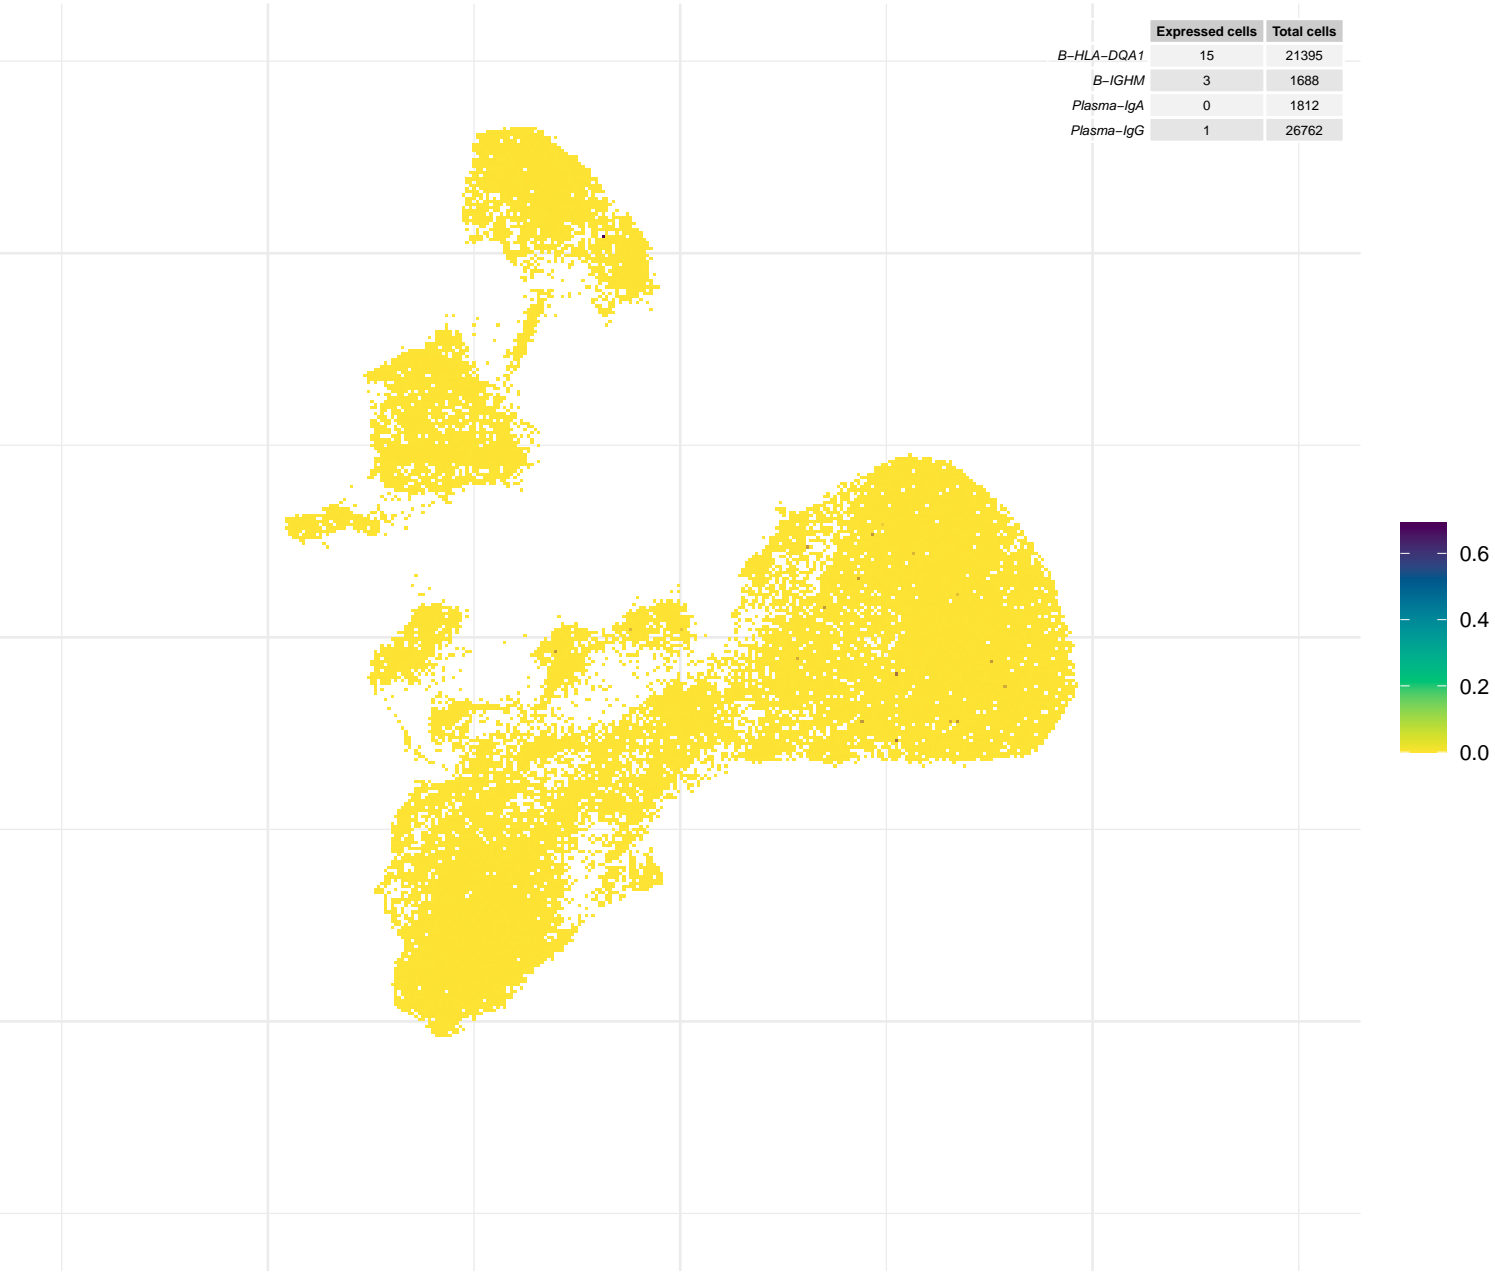 Expressed cells Total cells
B−HLA−DQA1 15 21395
B−IGHM 3 1688
Plasma−IgA 0 1812
Plasma−IgG 1 26762
0.6
0.4
0.2
0.0